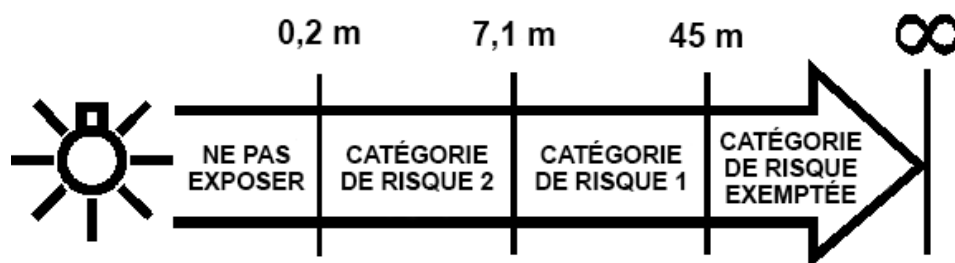 0,2 m
7,1 m
45 m
∞
NE PAS
EXPOSER
CATÉGORIE
DE RISQUE 2
CATÉGORIE
DE RISQUE 1
CATÉGORIE
DE RISQUE
EXEMPTÉE